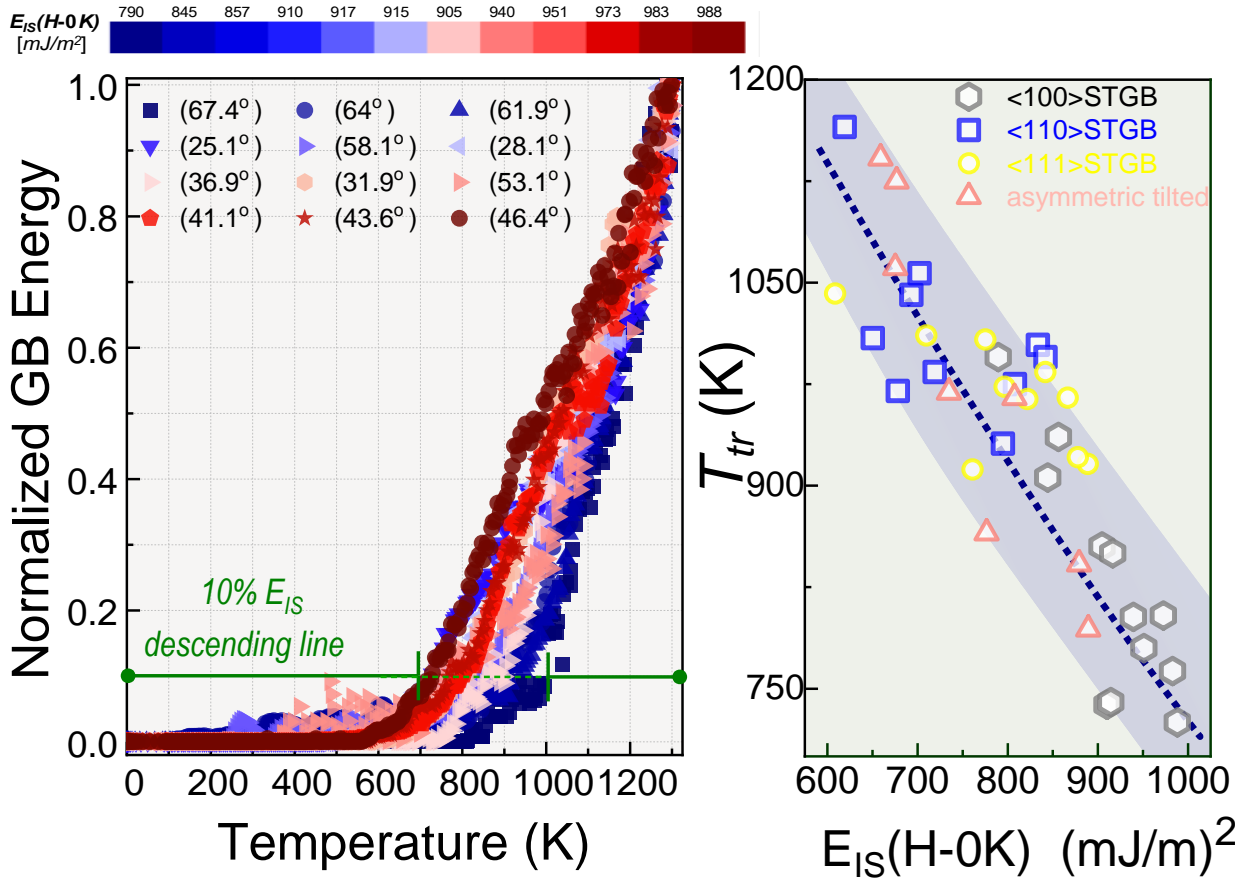 E_IS(H-0K) 790 845 857 910 917 915 905 940 951 973 983 988
[mJ/m²]
Normalized GB Energy
1.0
0.8
0.6
0.4
0.2
0.0
(67.4°) (64°) (61.9°)
(25.1°) (58.1°) (28.1°)
(36.9°) (31.9°) (53.1°)
(41.1°) (43.6°) (46.4°)
10% E_IS
descending line
0 200 400 600 800 1000 1200
Temperature (K)
T_tr (K)
1200
1050
900
750
<100>STGB
<110>STGB
<111>STGB
asymmetric tilted
600 700 800 900 1000
E_IS(H-0K) (mJ/m)²